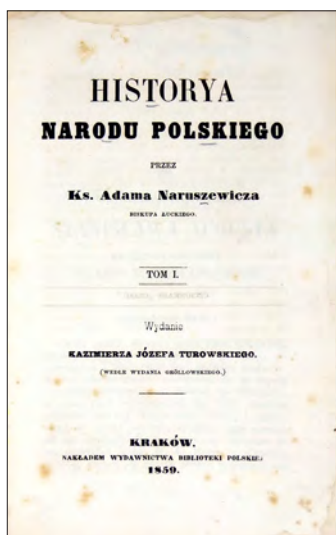 HISTORYA
NARODU POLSKIEGO
PRZEZ
Ks. Adama Naruszewicza
BISKUPA ŁUCKIEGO.
TOM I.
Wydanie
KAZIMIERZA JÓZEFA TUROWSKIEGO.
(WEDLE WYDANIA GRÖLLOWSKIEGO.)
KRAKÓW,
NAKŁADEM WYDAWNICTWA BIBLIOTEKI POLSKIEJ
1859.